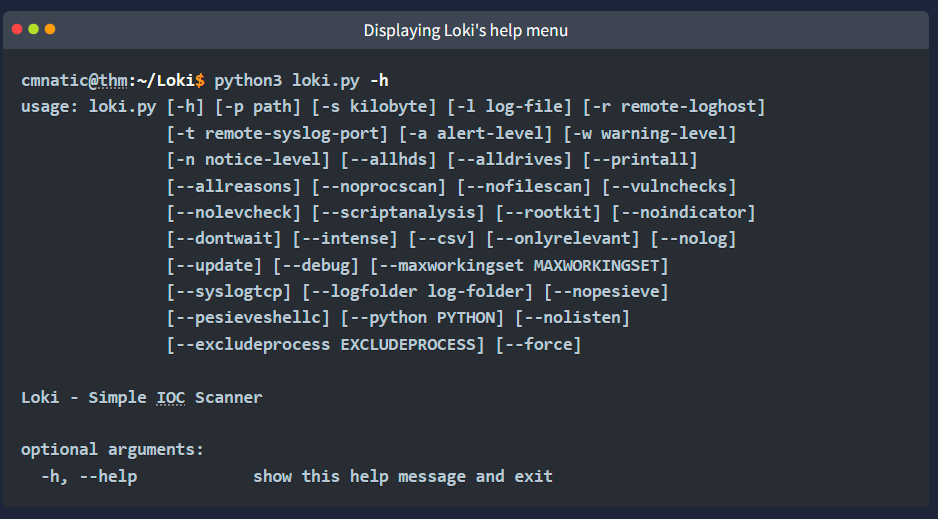 Displaying Loki's help menu
cmnatic@thm:~/Loki$ python3 loki.py -h
usage: loki.py [-h] [-p path] [-s kilobyte] [-l log-file] [-r remote-loghost]
[-t remote-syslog-port] [-a alert-level] [-w warning-level]
[-n notice-level] [--allhds] [--alldrives] [--printall]
[--allreasons] [--noprocscan] [--nofilescan] [--vulnchecks]
[--nolevcheck] [--scriptanalysis] [--rootkit] [--noindicator]
[--dontwait] [--intense] [--csv] [--onlyrelevant] [--nolog]
[--update] [--debug] [--maxworkingset MAXWORKINGSET]
[--syslogtcp] [--logfolder log-folder] [--nopesieve]
[--pesieveshellc] [--python PYTHON] [--nolisten]
[--excludeprocess EXCLUDEPROCESS] [--force]
Loki - Simple IOC Scanner
optional arguments:
-h, --help show this help message and exit